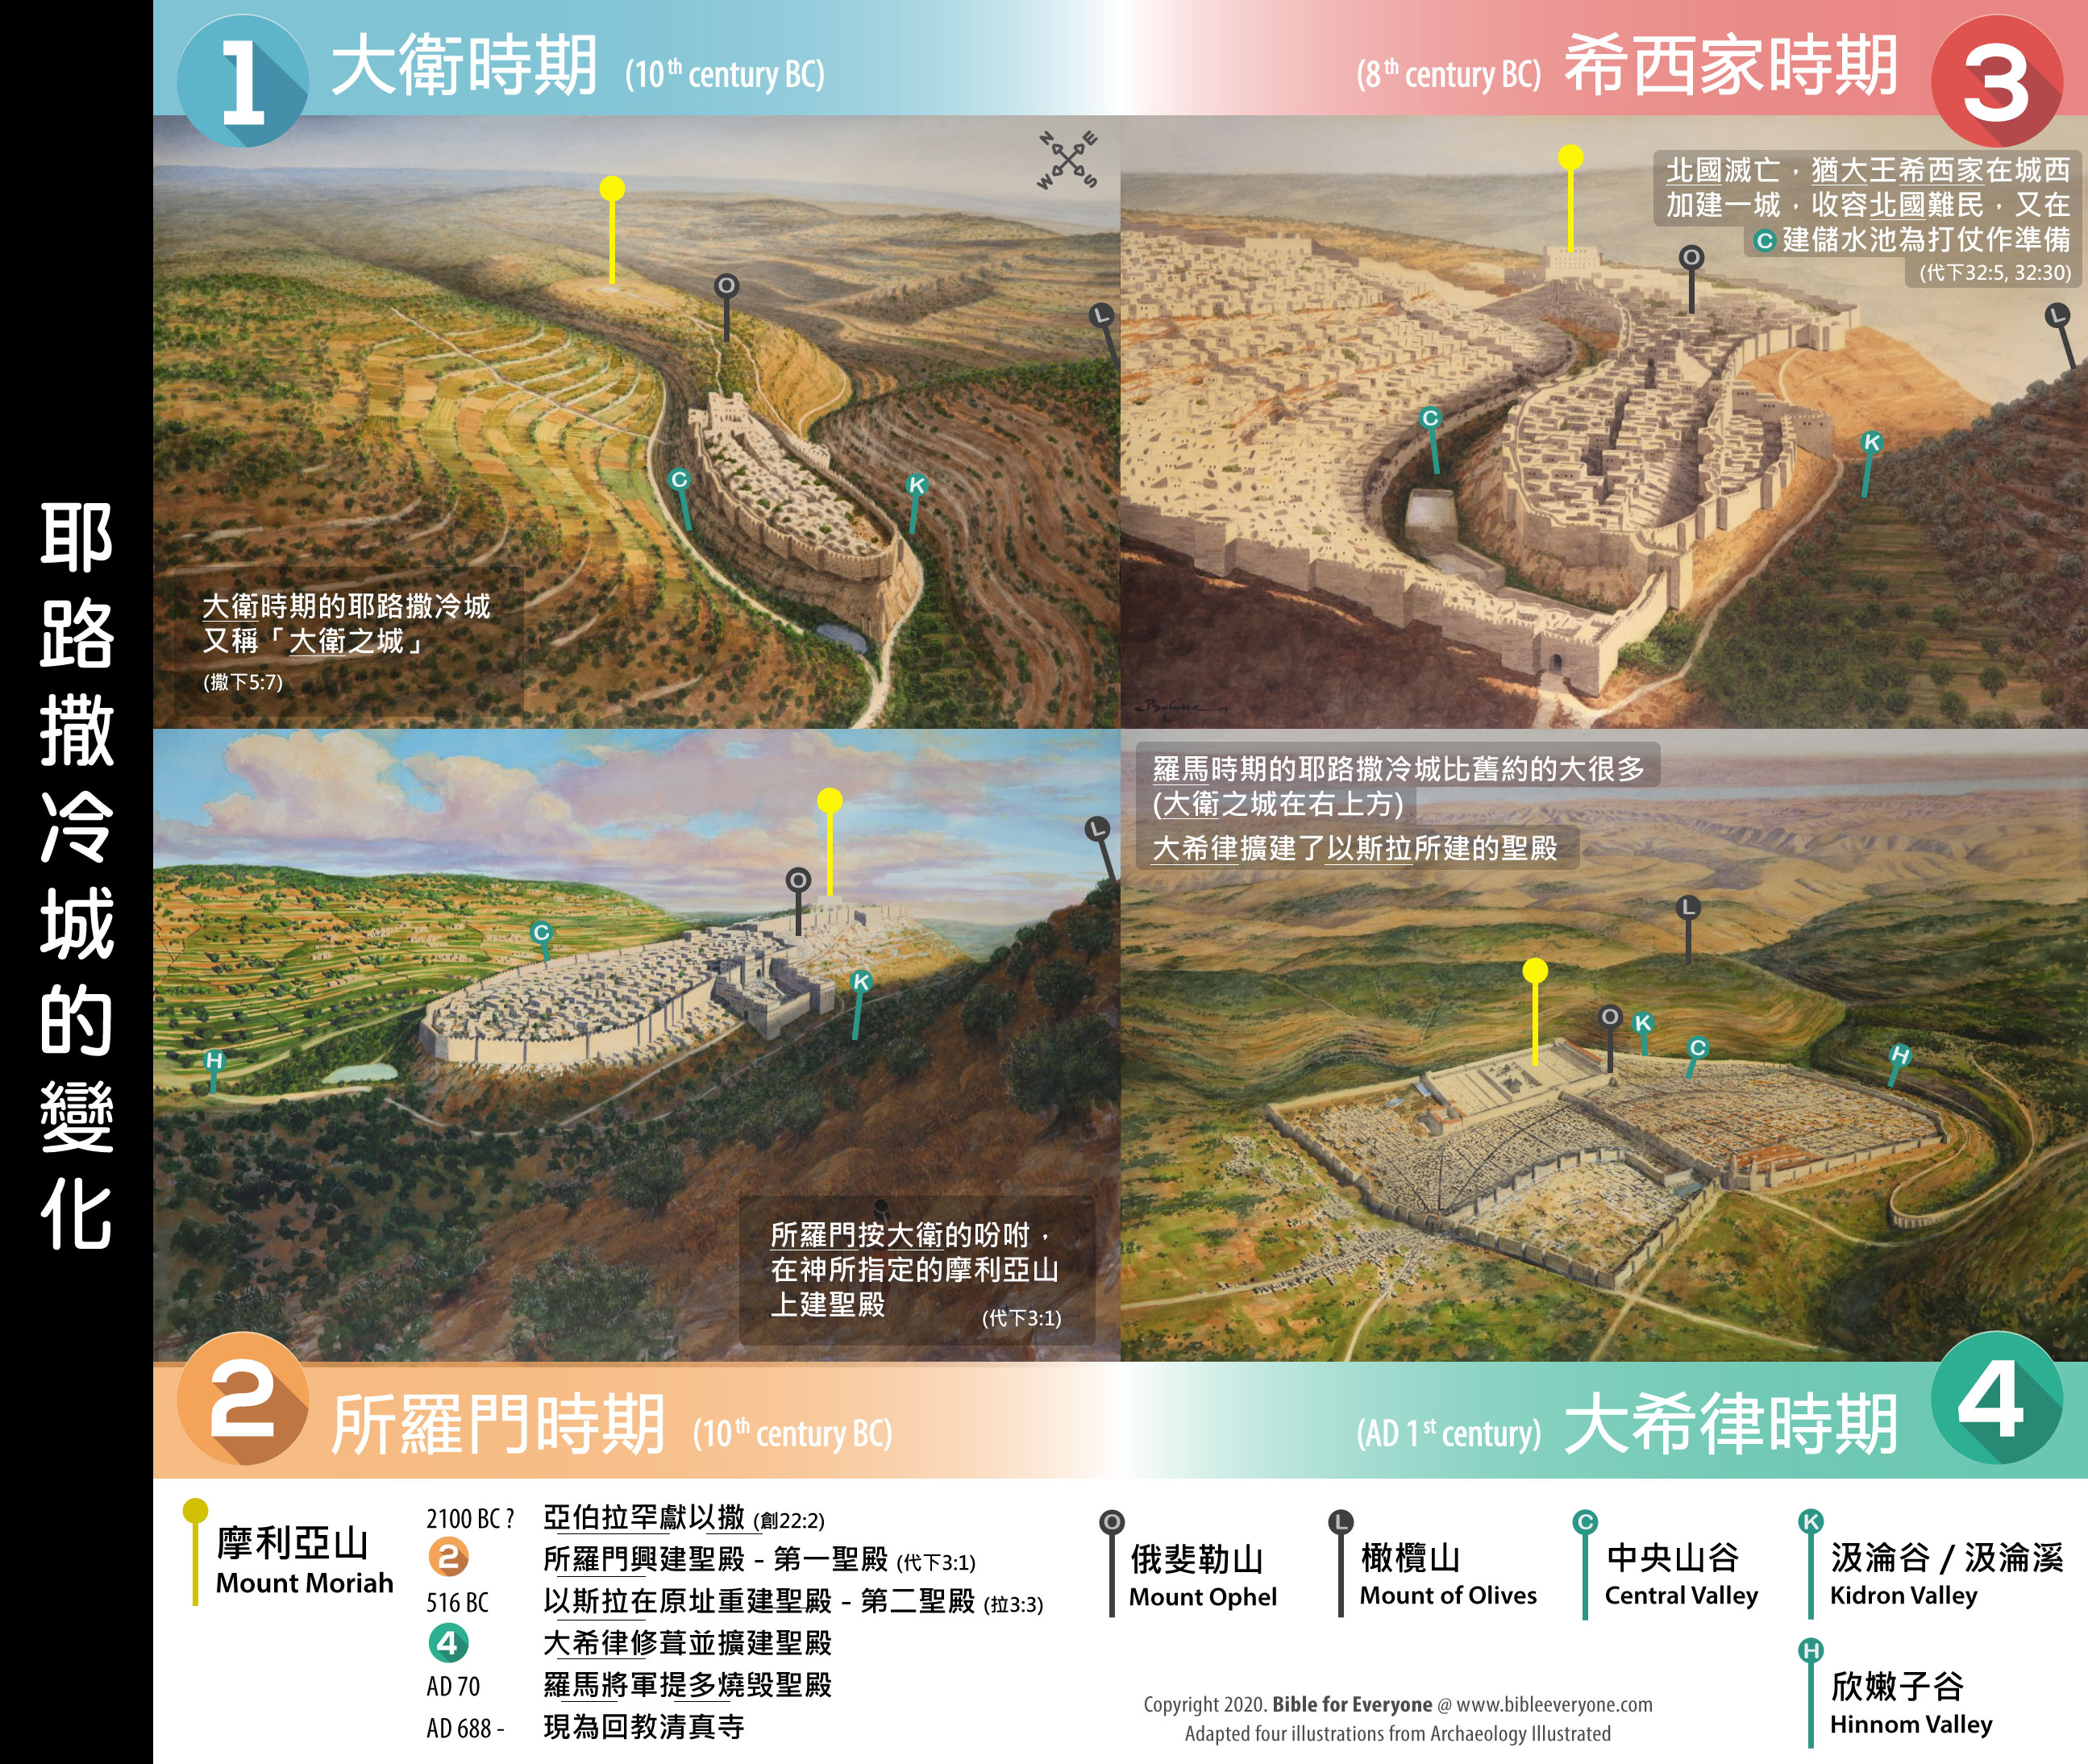 耶路撒冷城的變化
1
大衛時期 (10th century BC)
N
E
W
S
O
L
C
K
大衛時期的耶路撒冷城
又稱「大衛之城」
(撒下5:7)
(8th century BC) 希西家時期
3
北國滅亡，猶大王希西家在城西
加建一城，收容北國難民，又在
C 建儲水池為打仗作準備
(代下32:5, 32:30)
O
L
C
K
L
O
C
K
H
所羅門按大衛的吩咐，
在神所指定的摩利亞山
上建聖殿
(代下3:1)
2
所羅門時期 (10th century BC)
羅馬時期的耶路撒冷城比舊約的大很多
(大衛之城在右上方)
大希律擴建了以斯拉所建的聖殿
L
O
K
C
H
(AD 1st century) 大希律時期
4
摩利亞山
Mount Moriah
2100 BC ? 亞伯拉罕獻以撒 (創22:2)
2 所羅門興建聖殿 - 第一聖殿 (代下3:1)
516 BC 以斯拉在原址重建聖殿 - 第二聖殿 (拉3:3)
4 大希律修葺並擴建聖殿
AD 70 羅馬將軍提多燒毀聖殿
AD 688 - 現為回教清真寺
O 俄斐勒山
Mount Ophel
L 橄欖山
Mount of Olives
C 中央山谷
Central Valley
K 汲淪谷 / 汲淪溪
Kidron Valley
H 欣嫩子谷
Hinnom Valley
Copyright 2020. Bible for Everyone @ www.bibleeveryone.com
Adapted four illustrations from Archaeology Illustrated